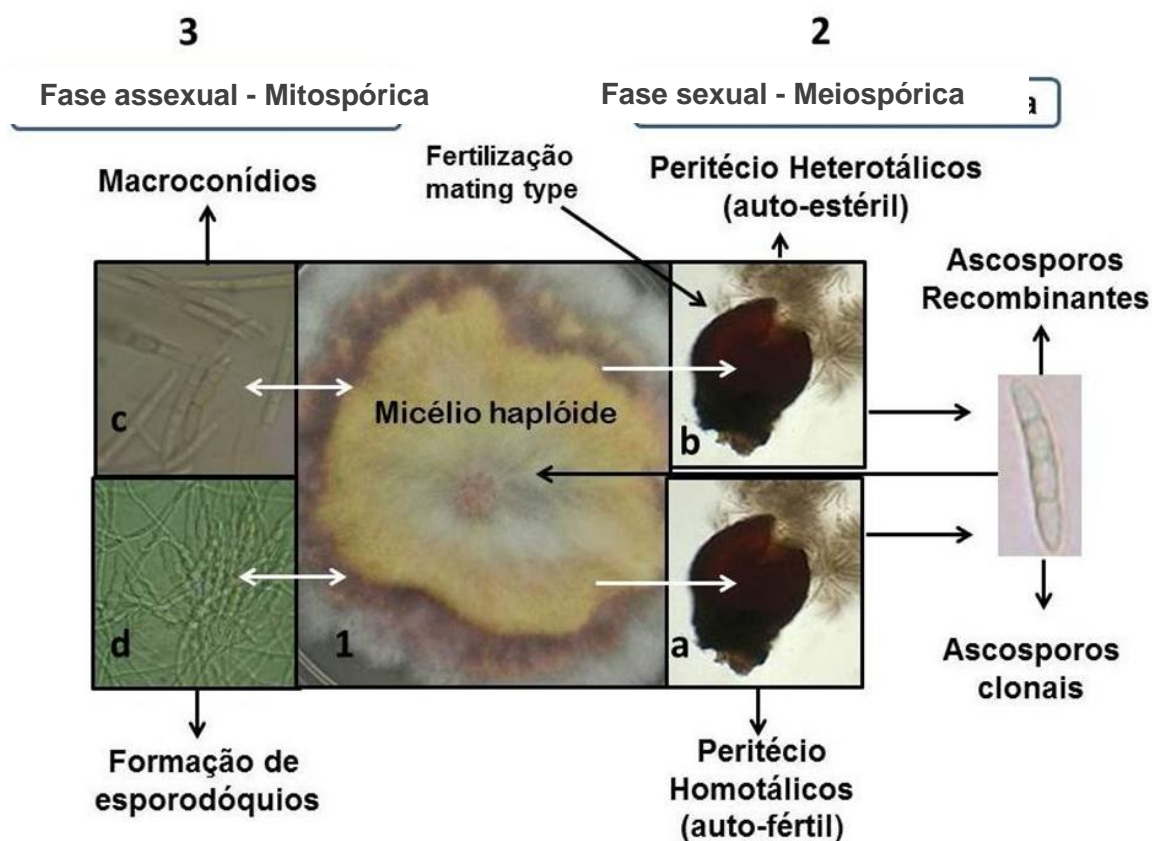 3
2
Fase assexual - Mitospórica
Fase sexual - Meiospórica
a
Fertilização
mating type
Macroconídios
Peritécio Heterotálicos
(auto-estéril)
Ascosporos
Recombinantes
Micélio haplóide
c
b
d
1
a
Ascosporos
clonais
Formação de
esporodóquios
Peritécio
Homotálicos
(auto-fértil)